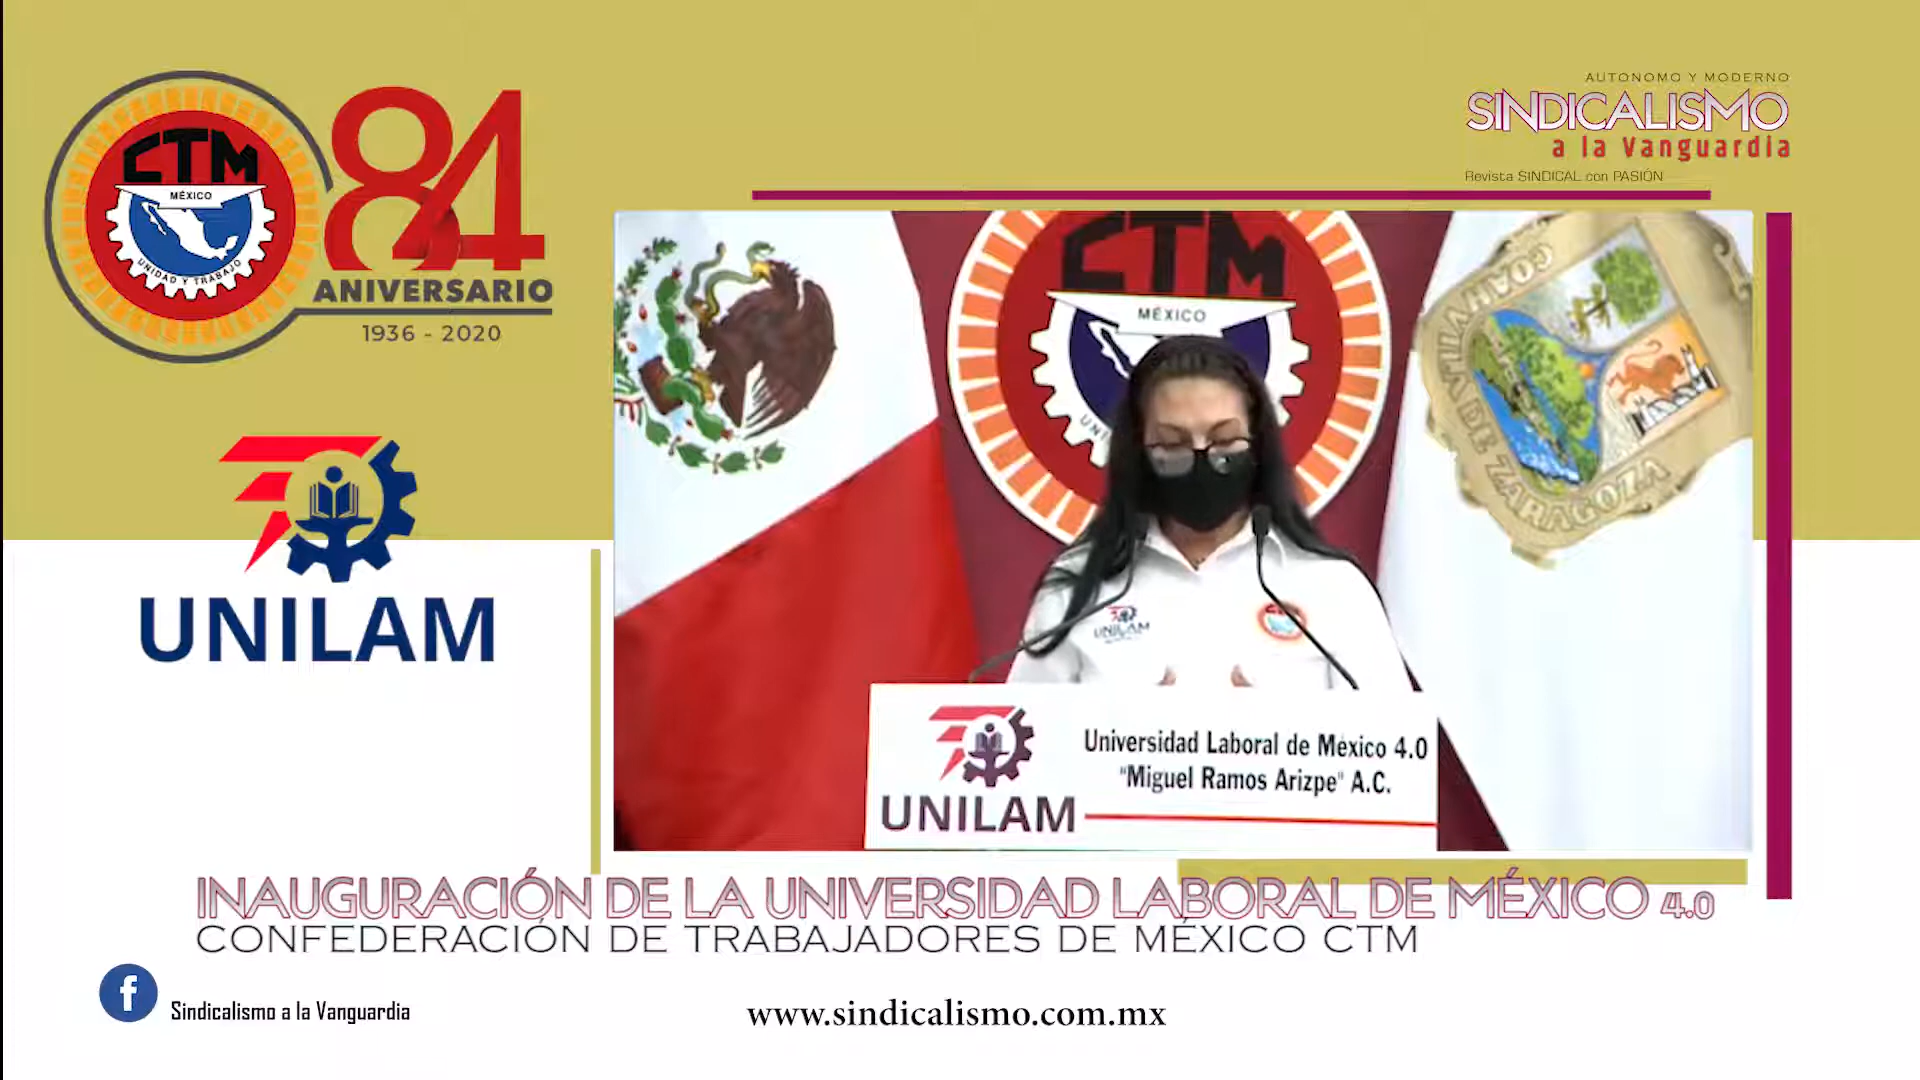 CTM
MÉXICO
UNIDAD Y TRABAJO
84
ANIVERSARIO
1936 - 2020
AUTONOMO Y MODERNO
SINDICALISMO
a la Vanguardia
Revista SINDICAL con PASIÓN
UNILAM
CTM
MÉXICO
UNI
COAHUILA DE ZARAGOZA
UNILAM
Universidad Laboral de México 4.0
"Miguel Ramos Arizpe" A.C.
UNILAM
INAUGURACIÓN DE LA UNIVERSIDAD LABORAL DE MÉXICO 4.0
CONFEDERACIÓN DE TRABAJADORES DE MÉXICO CTM
f
Sindicalismo a la Vanguardia
www.sindicalismo.com.mx